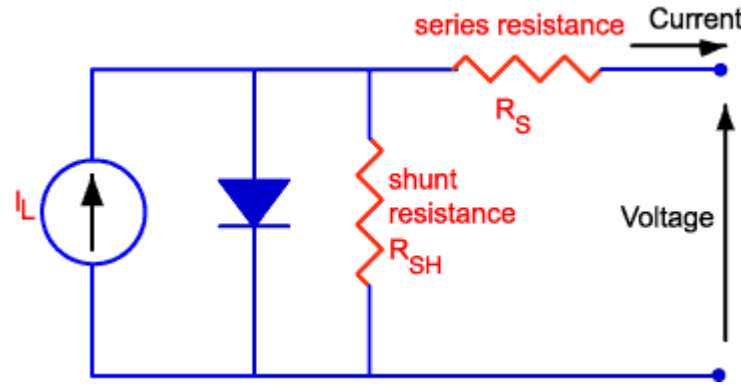 Current
series resistance
R_S
I_L
shunt
resistance
R_SH
Voltage